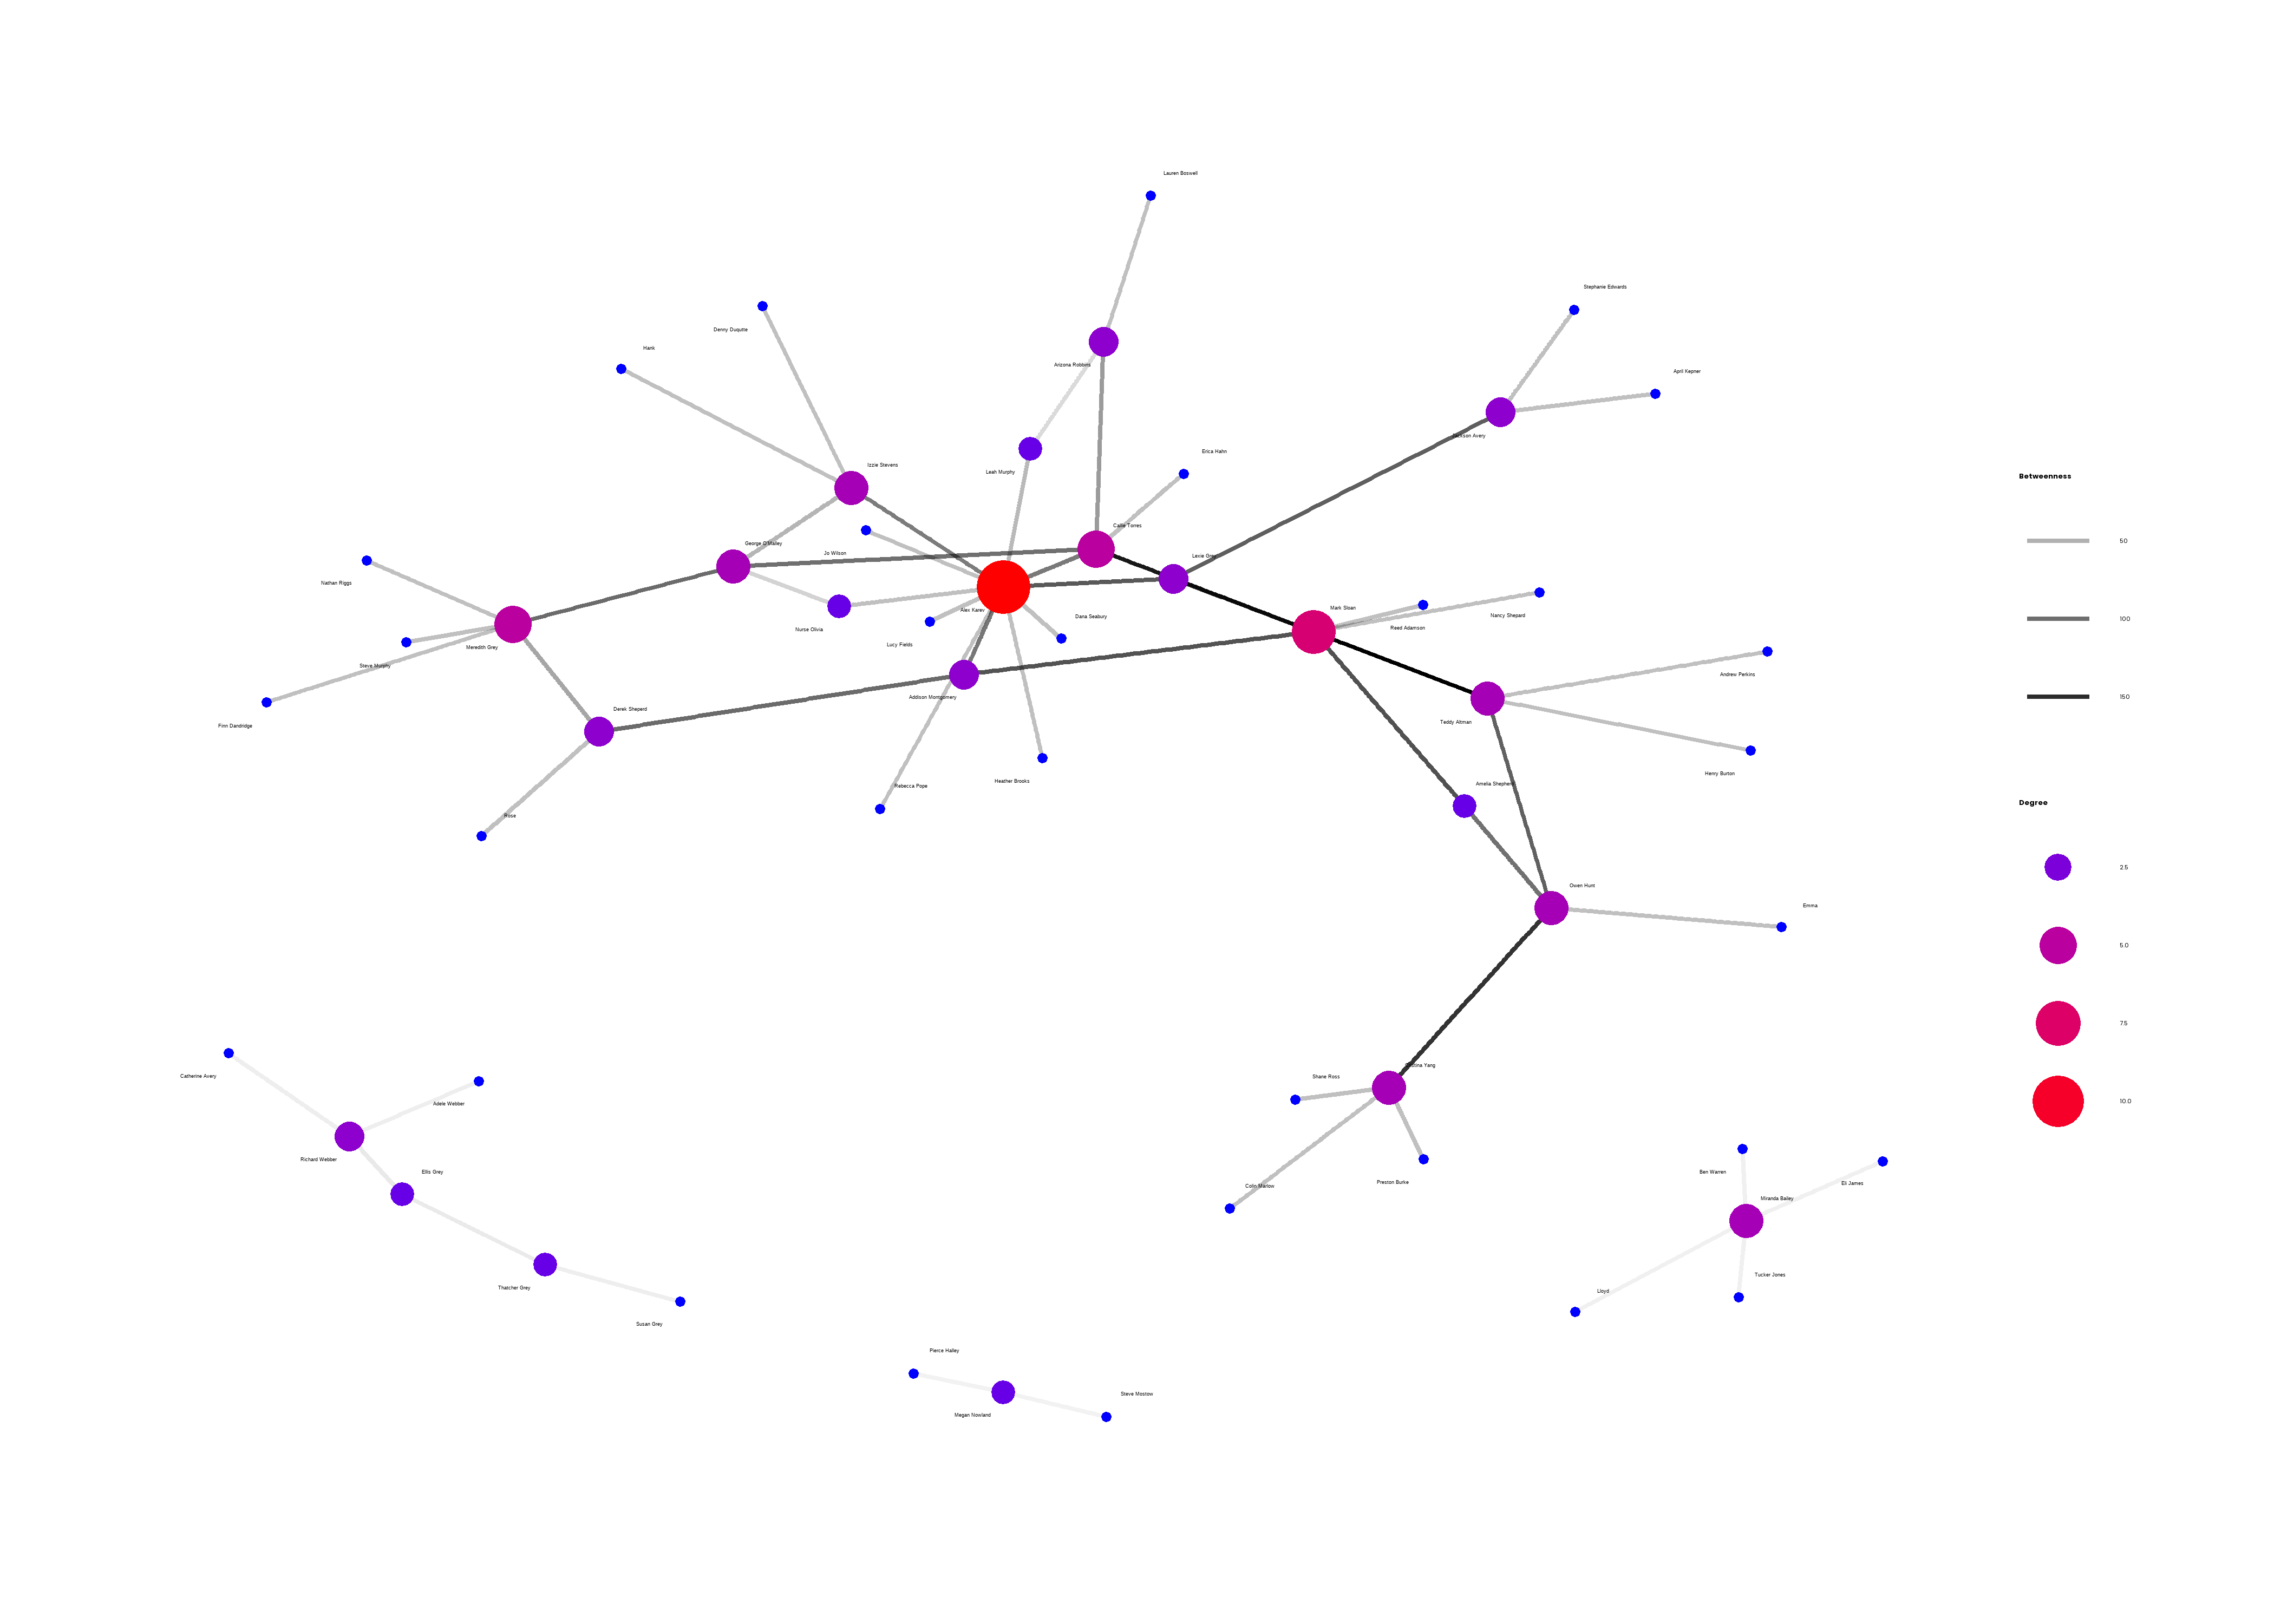 Lauren Boswell
Stephanie Edwards
Denny Duqutte
Hank
Arizona Robbins
April Kepner
Jackson Avery
Erica Hahn
Izzie Stevens
Leah Murphy
Callie Torres
George O'Malley
Jo Wilson
Lexie Grey
Nathan Riggs
Alex Karev
Mark Sloan
Dana Seabury
Nancy Shepard
Reed Adamson
Nurse Olivia
Lucy Fields
Meredith Grey
Steve Murphy
Andrew Perkins
Addison Montgomery
Derek Sheperd
Teddy Altman
Finn Dandridge
Henry Burton
Heather Brooks
Rebecca Pope
Amelia Shepherd
Rose
Owen Hunt
Emma
Cristina Yang
Shane Ross
Catherine Avery
Adele Webber
Richard Webber
Ellis Grey
Ben Warren
Preston Burke
Eli James
Colin Marlow
Miranda Bailey
Tucker Jones
Thatcher Grey
Lloyd
Susan Grey
Pierce Halley
Steve Mostow
Megan Nowland
Betweenness
50
100
150
Degree
2.5
5.0
7.5
10.0